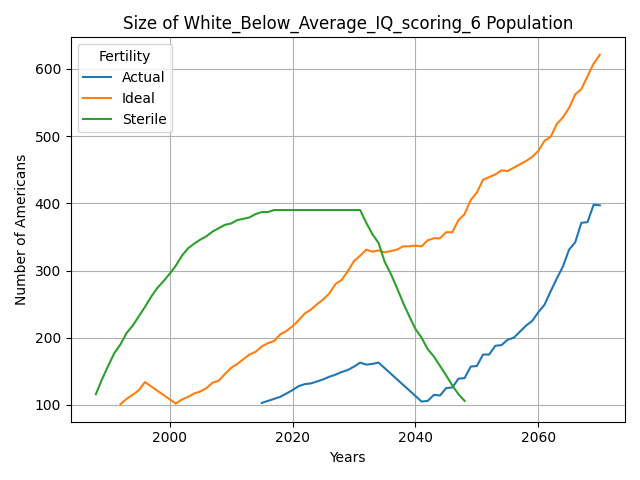 Size of White_Below_Average_IQ_scoring_6 Population
Fertility
Actual
Ideal
Sterile
Number of Americans
600
500
400
300
200
100
2000
2020
2040
2060
Years